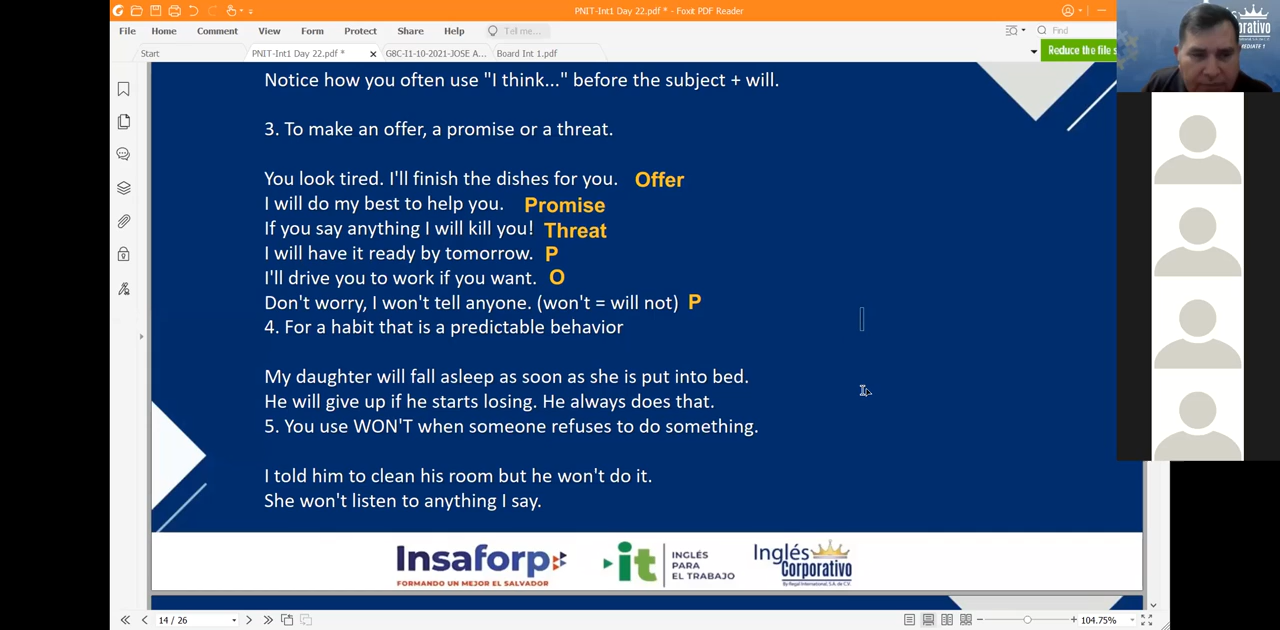 PNIT-Int1 Day 22.pdf * - Foxit PDF Reader
File Home Comment View Form Protect Share Help Tell me... Find
Start PNIT-Int1 Day 22.pdf * G8C-I1-10-2021-JOSE A... Board Int 1.pdf
Reduce the file s
Corporativo
MEDIATE 1
Notice how you often use "I think..." before the subject + will.
3. To make an offer, a promise or a threat.
You look tired. I'll finish the dishes for you. Offer
I will do my best to help you. Promise
If you say anything I will kill you! Threat
I will have it ready by tomorrow. P
I'll drive you to work if you want. O
Don't worry, I won't tell anyone. (won't = will not) P
4. For a habit that is a predictable behavior
My daughter will fall asleep as soon as she is put into bed.
He will give up if he starts losing. He always does that.
5. You use WON'T when someone refuses to do something.
I told him to clean his room but he won't do it.
She won't listen to anything I say.
Insaforp
FORMANDO UN MEJOR EL SALVADOR
it
INGLÉS
PARA
EL TRABAJO
Inglés
Corporativo
By Regal International, S.A. de C.V.
14 / 26 104.75%